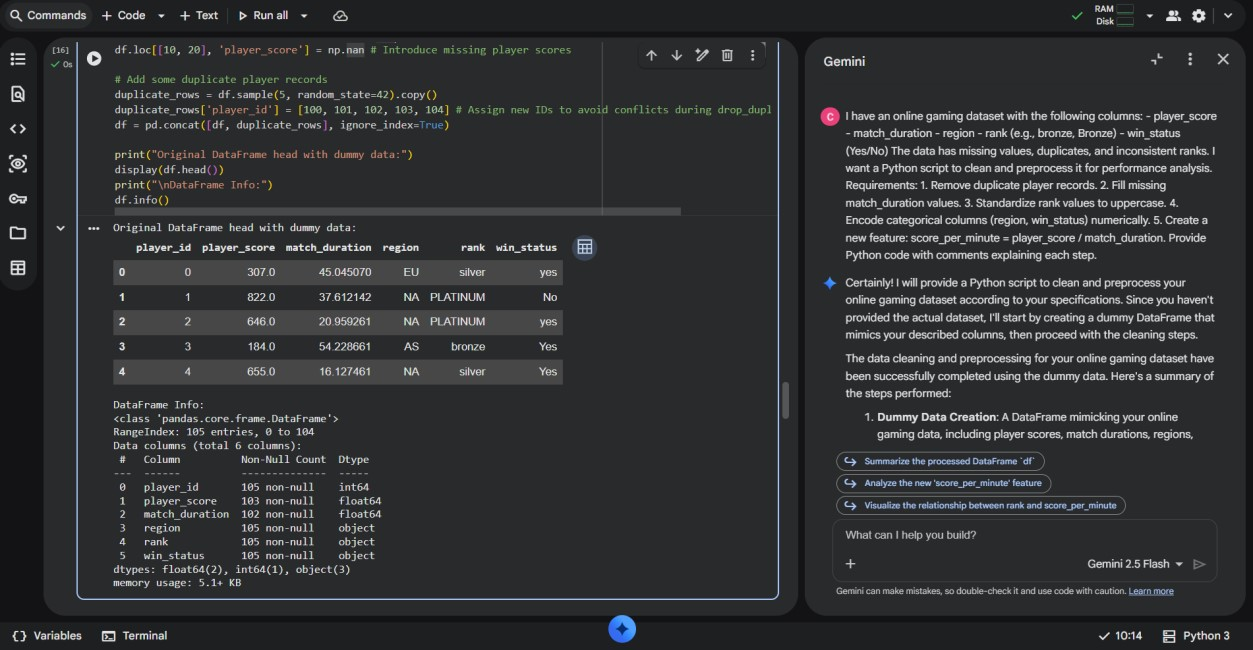 Commands + Code + Text Run all
RAM
Disk
[16]
0s
df.loc[[10, 20], 'player_score'] = np.nan # Introduce missing player scores
# Add some duplicate player records
duplicate_rows = df.sample(5, random_state=42).copy()
duplicate_rows['player_id'] = [100, 101, 102, 103, 104] # Assign new IDs to avoid conflicts during drop_dupl
df = pd.concat([df, duplicate_rows], ignore_index=True)
print("Original DataFrame head with dummy data:")
display(df.head())
print("\nDataFrame Info:")
df.info()
Original DataFrame head with dummy data:
player_id player_score match_duration region rank win_status
0 0 307.0 45.045070 EU silver yes
1 1 822.0 37.612142 NA PLATINUM No
2 2 646.0 20.959261 NA PLATINUM yes
3 3 184.0 54.228661 AS bronze Yes
4 4 655.0 16.127461 NA silver Yes
DataFrame Info:
<class 'pandas.core.frame.DataFrame'>
RangeIndex: 105 entries, 0 to 104
Data columns (total 6 columns):
# Column Non-Null Count Dtype
--- ------ -------------- -----
0 player_id 105 non-null int64
1 player_score 103 non-null float64
2 match_duration 102 non-null float64
3 region 105 non-null object
4 rank 105 non-null object
5 win_status 105 non-null object
dtypes: float64(2), int64(1), object(3)
memory usage: 5.1+ KB
Gemini
C
I have an online gaming dataset with the following columns: - player_score
- match_duration - region - rank (e.g., bronze, Bronze) - win_status
(Yes/No) The data has missing values, duplicates, and inconsistent ranks. I
want a Python script to clean and preprocess it for performance analysis.
Requirements: 1. Remove duplicate player records. 2. Fill missing
match_duration values. 3. Standardize rank values to uppercase. 4.
Encode categorical columns (region, win_status) numerically. 5. Create a
new feature: score_per_minute = player_score / match_duration. Provide
Python code with comments explaining each step.
Certainly! I will provide a Python script to clean and preprocess your
online gaming dataset according to your specifications. Since you haven't
provided the actual dataset, I'll start by creating a dummy DataFrame that
mimics your described columns, then proceed with the cleaning steps.
The data cleaning and preprocessing for your online gaming dataset have
been successfully completed using the dummy data. Here's a summary of
the steps performed:
1. Dummy Data Creation: A DataFrame mimicking your online
gaming data, including player scores, match durations, regions,
Summarize the processed DataFrame `df`
Analyze the new 'score_per_minute' feature
Visualize the relationship between rank and score_per_minute
What can I help you build?
+ Gemini 2.5 Flash
Gemini can make mistakes, so double-check it and use code with caution. Learn more
{} Variables Terminal 10:14 Python 3